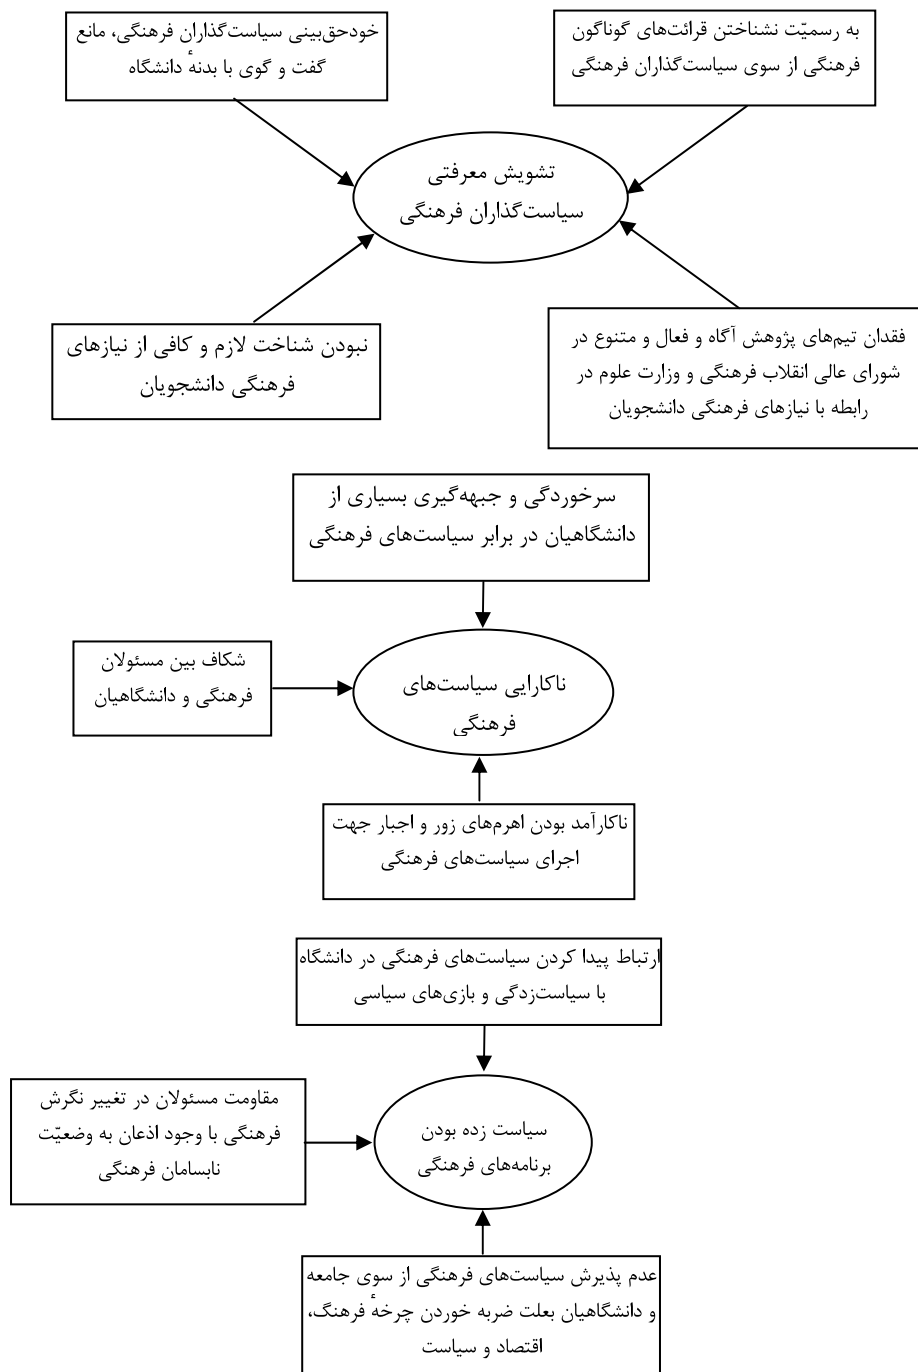 به رسمیّت نشناختن قرائت‌های گوناگون
فرهنگی از سوی سیاست‌گذاران فرهنگی
خودحق‌بینی سیاست‌گذاران فرهنگی، مانع
گفت و گوی با بدنهٔ دانشگاه
تشویش معرفتی
سیاست‌گذاران فرهنگی
فقدان تیم‌های پژوهش آگاه و فعال و متنوع در
شورای عالی انقلاب فرهنگی و وزارت علوم در
رابطه با نیازهای فرهنگی دانشجویان
نبودن شناخت لازم و کافی از نیازهای
فرهنگی دانشجویان
سرخوردگی و جبهه‌گیری بسیاری از
دانشگاهیان در برابر سیاست‌های فرهنگی
ناکارایی سیاست‌های
فرهنگی
شکاف بین مسئولان
فرهنگی و دانشگاهیان
ناکارآمد بودن اهرم‌های زور و اجبار جهت
اجرای سیاست‌های فرهنگی
ارتباط پیدا کردن سیاست‌های فرهنگی در دانشگاه
با سیاست‌زدگی و بازی‌های سیاسی
سیاست زده بودن
برنامه‌های فرهنگی
مقاومت مسئولان در تغییر نگرش
فرهنگی با وجود اذعان به وضعیّت
نابسامان فرهنگی
عدم پذیرش سیاست‌های فرهنگی از سوی جامعه
و دانشگاهیان بعلت ضربه خوردن چرخهٔ فرهنگ،
اقتصاد و سیاست